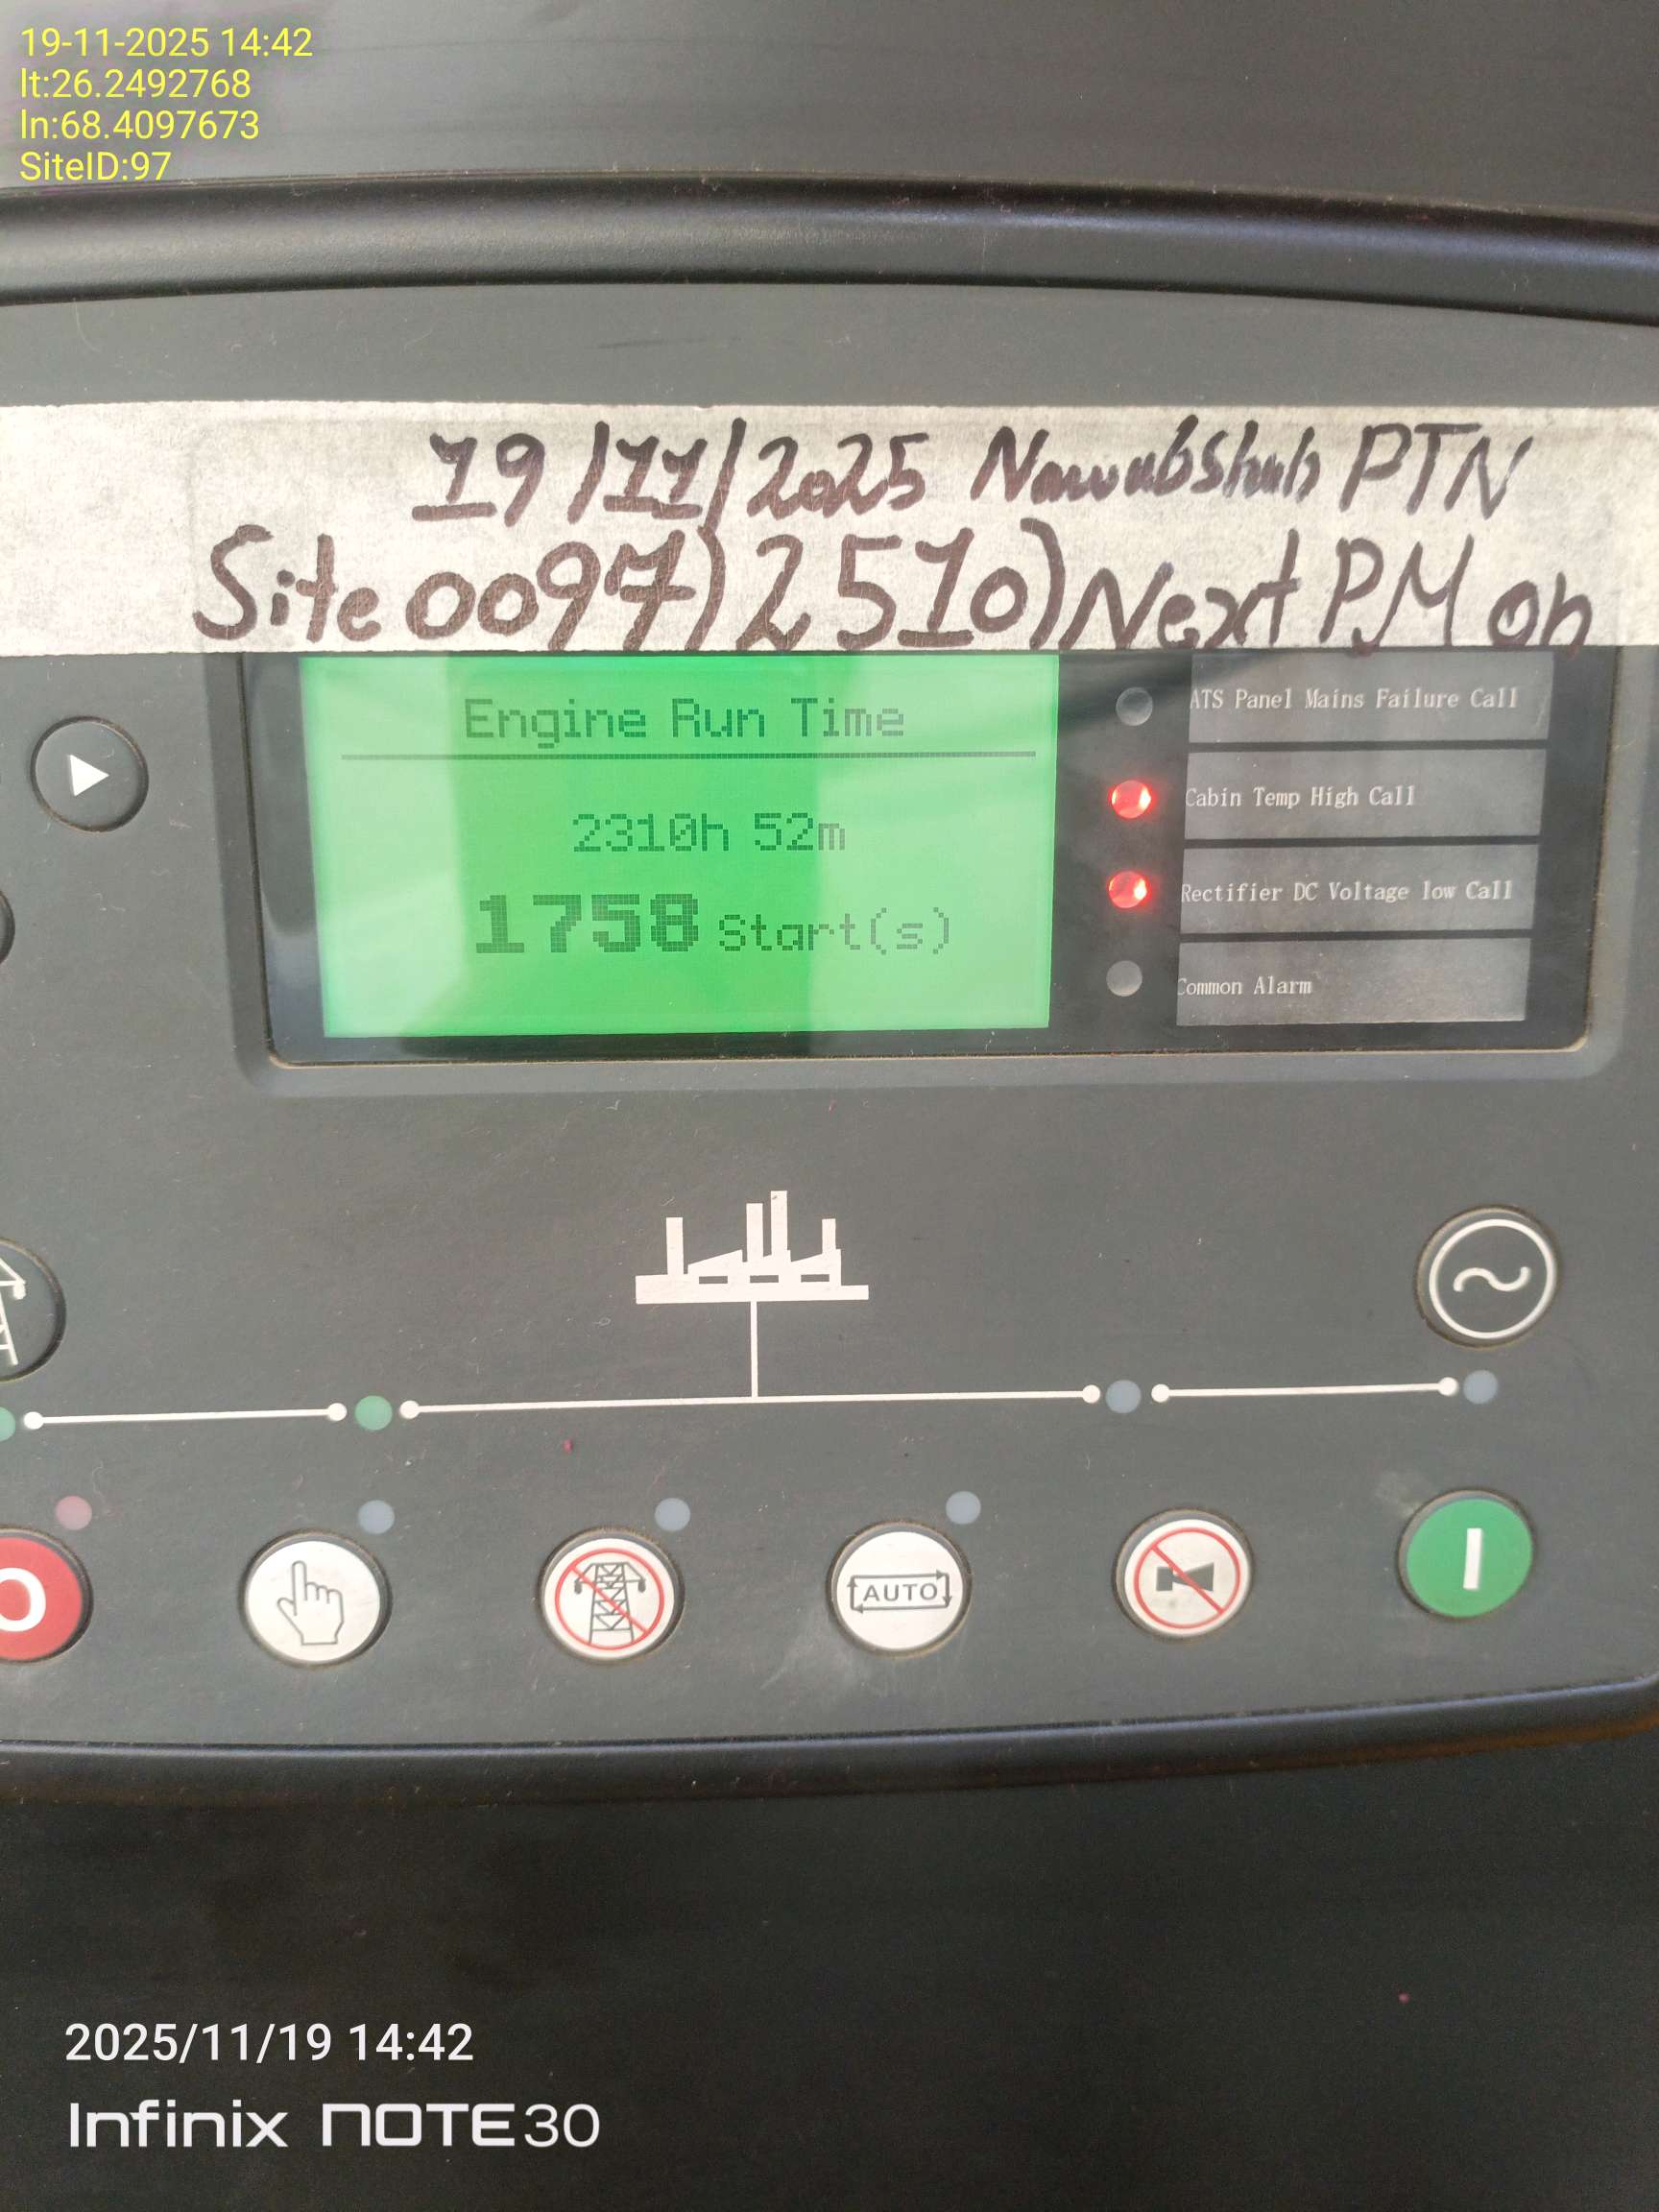 19-11-2025 14:42
lt:26.2492768
ln:68.4097673
SiteID:97
19/11/2025 Nawabshah PTN
Site 0097) 2510) Next PM on
Engine Run Time
2310h 52m
1758 Start(s)
ATS Panel Mains Failure Call
Cabin Temp High Call
Rectifier DC Voltage low Call
Common Alarm
AUTO
2025/11/19 14:42
Infinix NOTE 30